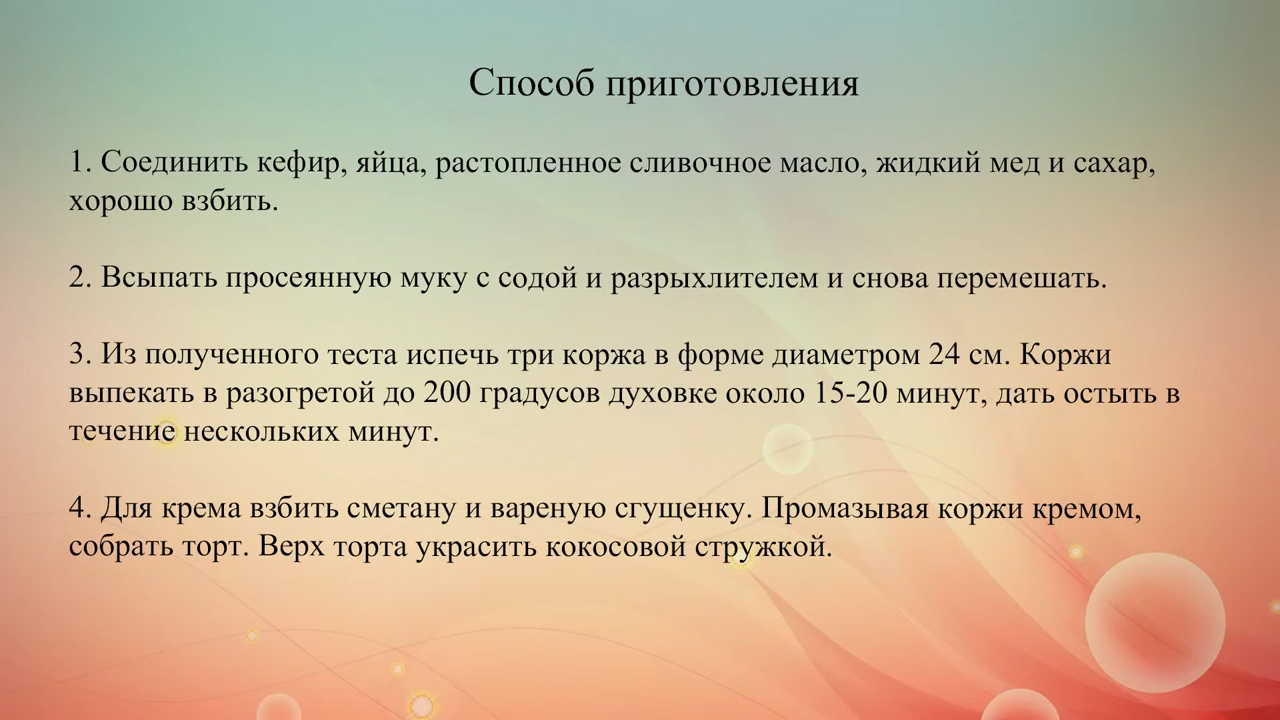 Способ приготовления
1. Соединить кефир, яйца, растопленное сливочное масло, жидкий мед и сахар,
хорошо взбить.
2. Всыпать просеянную муку с содой и разрыхлителем и снова перемешать.
3. Из полученного теста испечь три коржа в форме диаметром 24 см. Коржи
выпекать в разогретой до 200 градусов духовке около 15-20 минут, дать остыть в
течение нескольких минут.
4. Для крема взбить сметану и вареную сгущенку. Промазывая коржи кремом,
собрать торт. Верх торта украсить кокосовой стружкой.